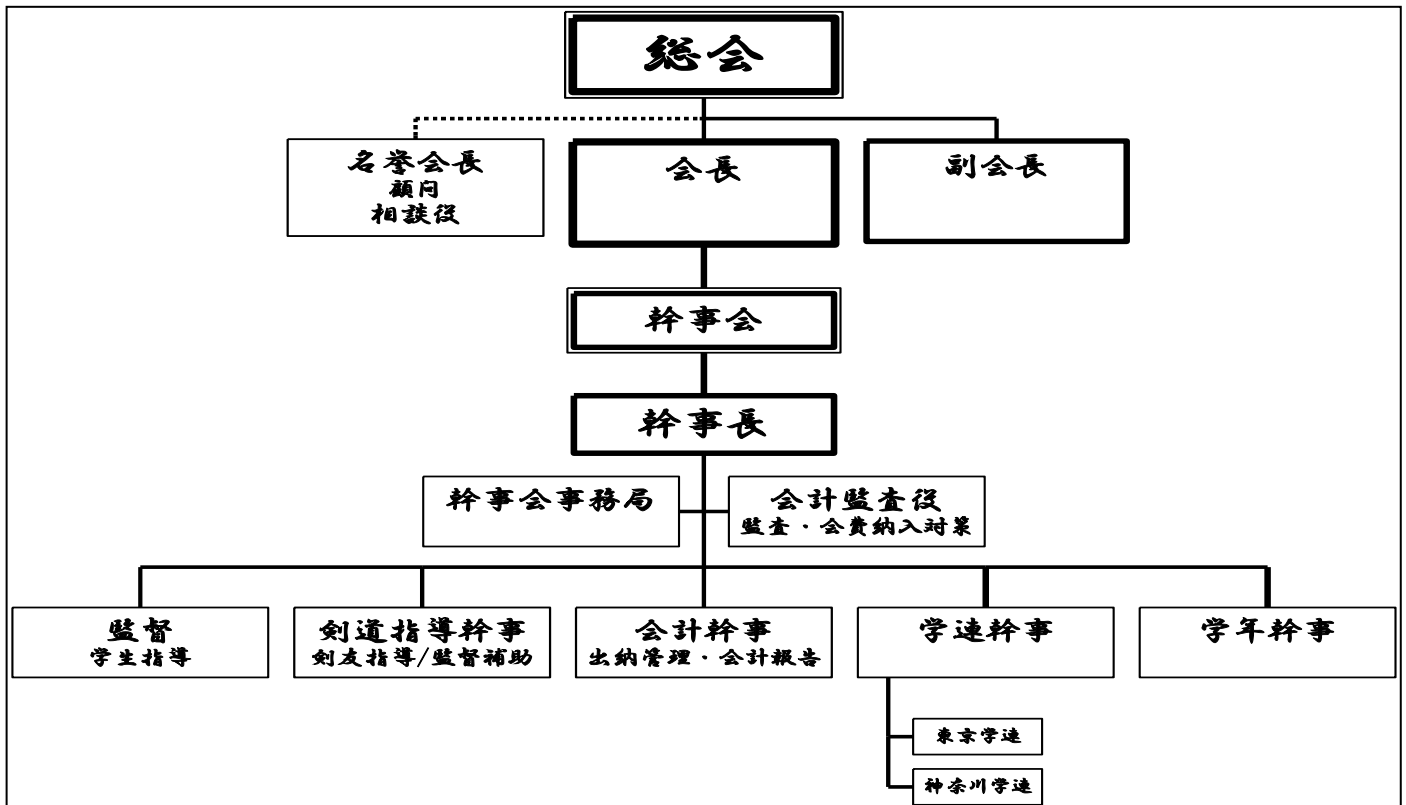 総会
名誉会長
顧問
相談役
会長
副会長
幹事会
幹事長
幹事会事務局
会計監査役
監査・会費納入対策
監督
学生指導
剣道指導幹事
剣友指導/監督補助
会計幹事
出納管理・会計報告
学連幹事
学年幹事
東京学連
神奈川学連